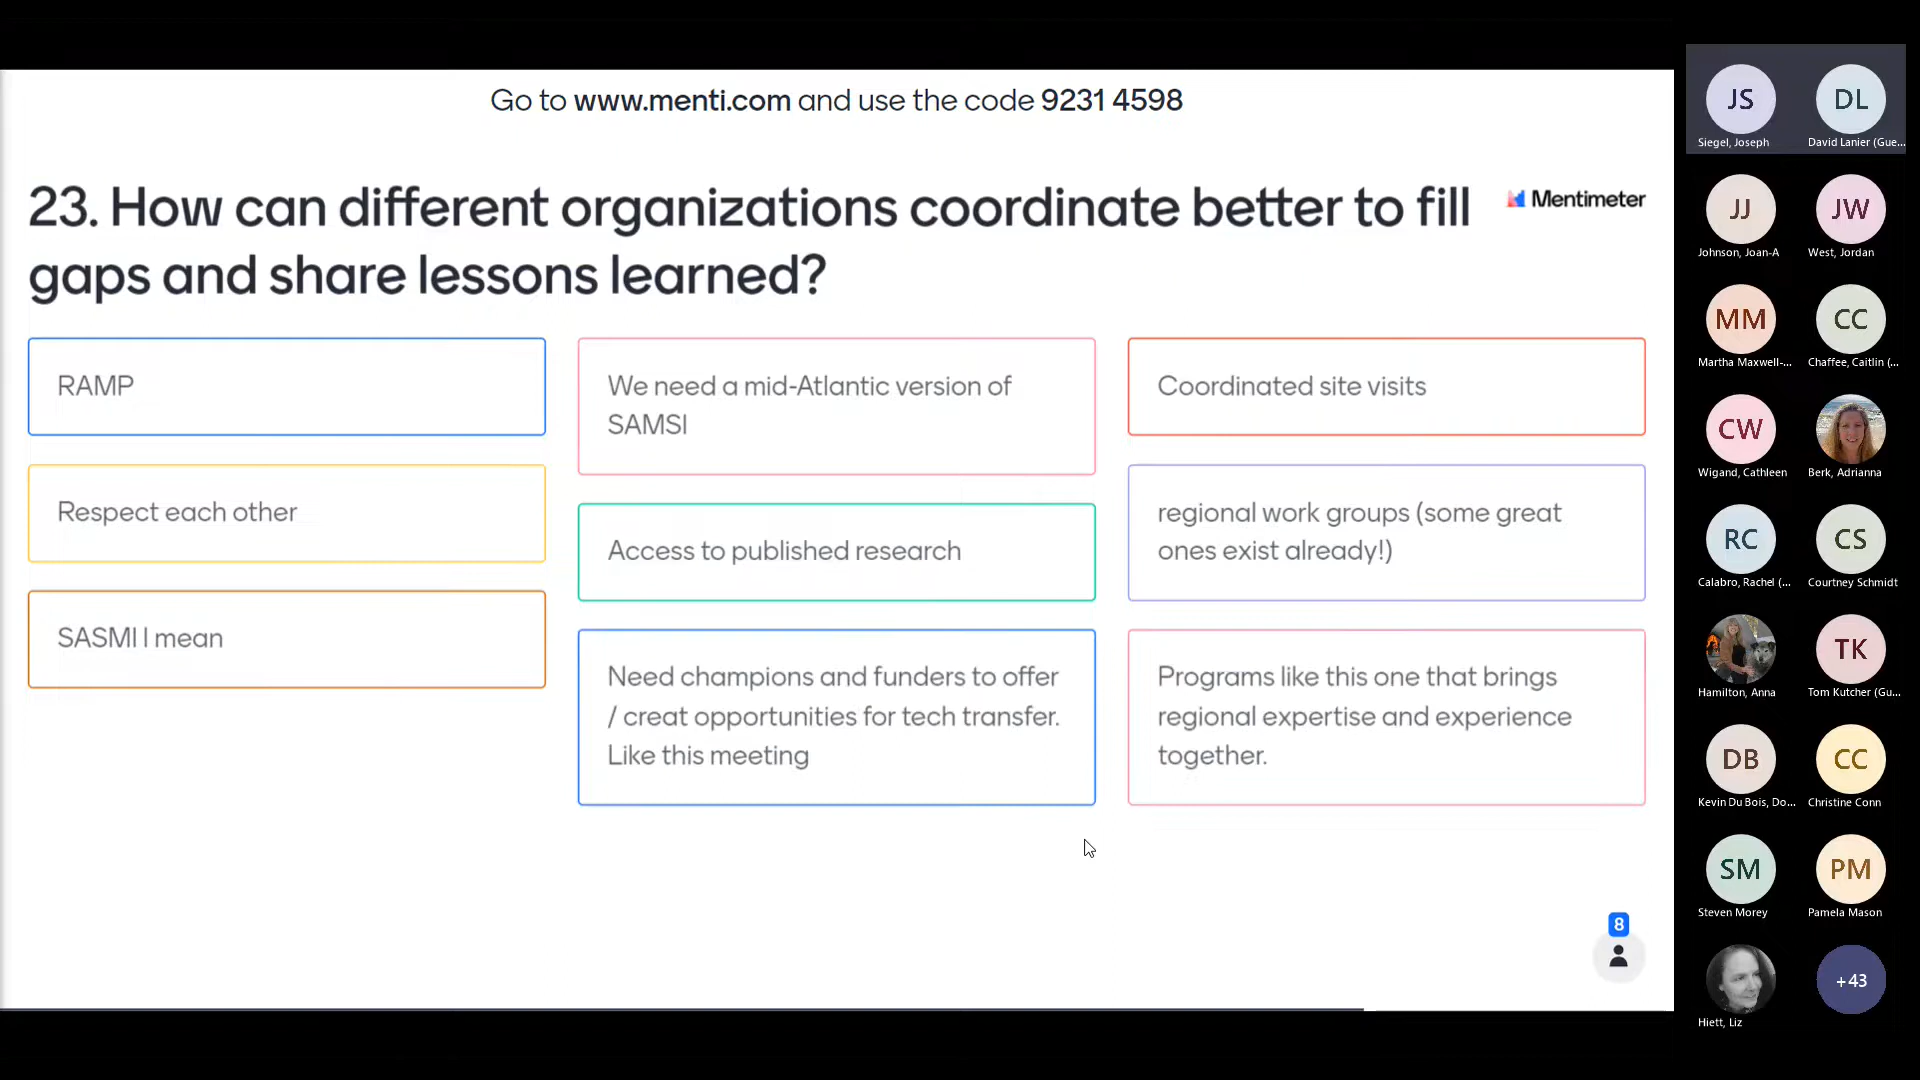 Go to www.menti.com and use the code 9231 4598
23. How can different organizations coordinate better to fill
gaps and share lessons learned?
Mentimeter
RAMP
Respect each other
SASMI I mean
We need a mid-Atlantic version of
SAMSI
Access to published research
Need champions and funders to offer
/ creat opportunities for tech transfer.
Like this meeting
Coordinated site visits
regional work groups (some great
ones exist already!)
Programs like this one that brings
regional expertise and experience
together.
8
JS
Siegel, Joseph
DL
David Lanier (Gue...
JJ
Johnson, Joan-A
JW
West, Jordan
MM
Martha Maxwell-...
CC
Chaffee, Caitlin (...
CW
Wigand, Cathleen
Berk, Adrianna
RC
Calabro, Rachel (...
CS
Courtney Schmidt
Hamilton, Anna
TK
Tom Kutcher (Gu...
DB
Kevin Du Bois, Do...
CC
Christine Conn
SM
Steven Morey
PM
Pamela Mason
Hiett, Liz
+43